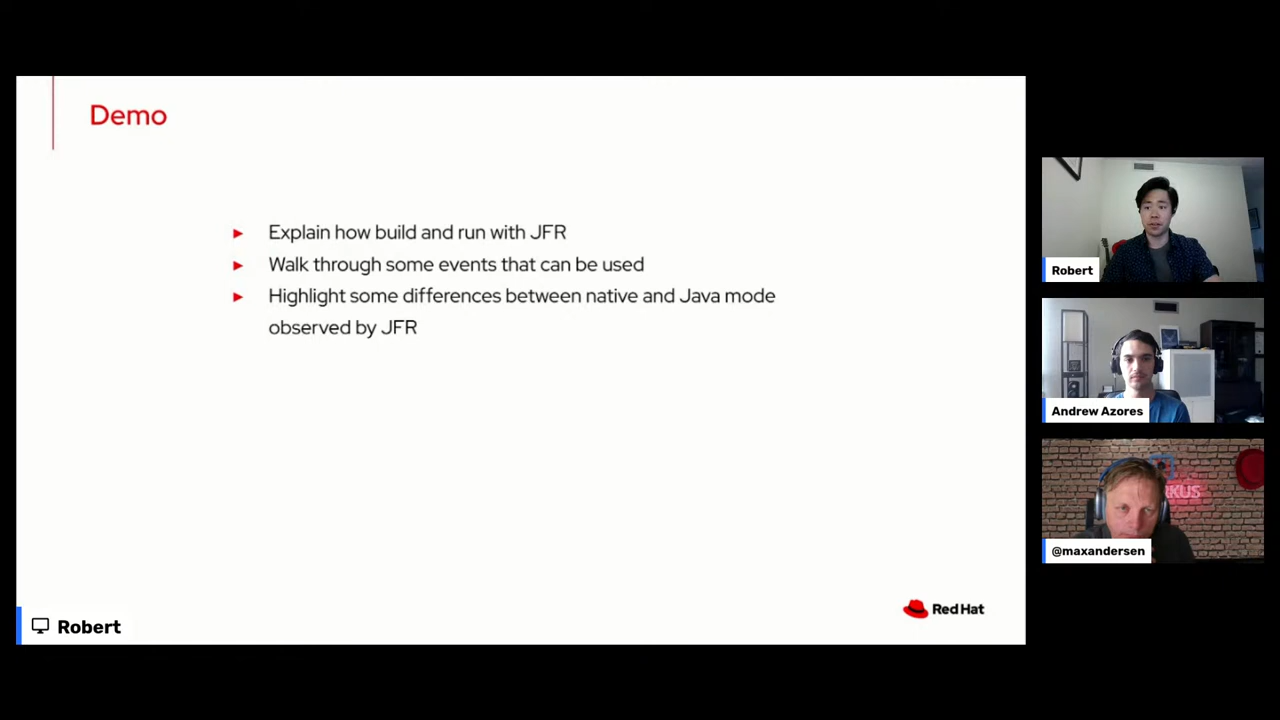 Demo
► Explain how build and run with JFR
► Walk through some events that can be used
► Highlight some differences between native and Java mode
observed by JFR
Red Hat
Robert
Robert
Andrew Azores
KUS
@maxandersen